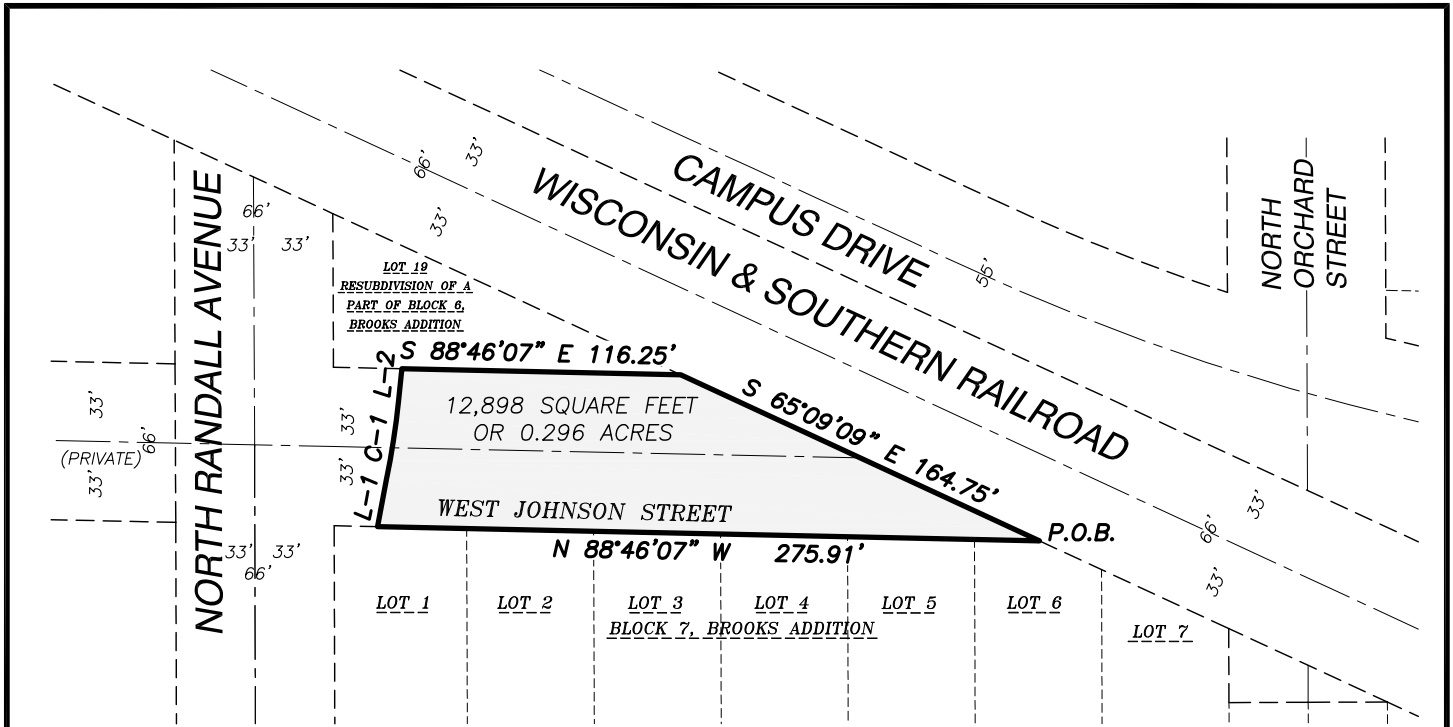 CAMPUS DRIVE
WISCONSIN & SOUTHERN RAILROAD
NORTH RANDALL AVENUE
NORTH
ORCHARD
STREET
66'
33'
33'
55'
66'
33' 33'
LOT 19
RESUBDIVISION OF A
PART OF BLOCK 6,
BROOKS ADDITION
S 88°46'07" E 116.25'
L-2
C-1
L-1
S 65°09'09" E 164.75'
12,898 SQUARE FEET
OR 0.296 ACRES
33'
66'
(PRIVATE)
33'
33'
33'
WEST JOHNSON STREET
P.O.B.
N 88°46'07" W 275.91'
33' 33'
66'
33'
66'
33'
LOT 1
LOT 2
LOT 3
LOT 4
LOT 5
LOT 6
LOT 7
BLOCK 7, BROOKS ADDITION